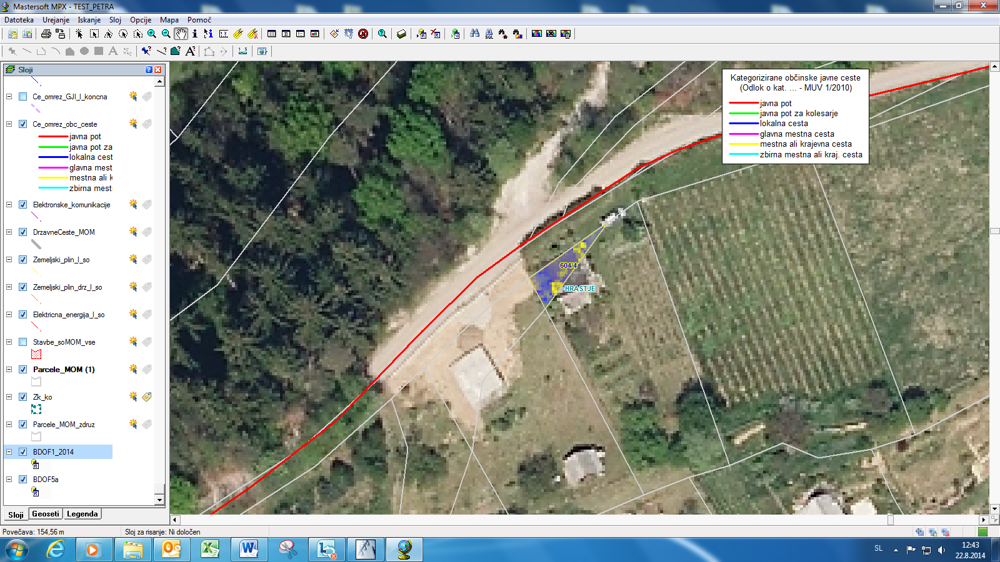 Mastersoft MPX - TEST_PETRA
Datoteka Urejanje Iskanje Sloj Opcije Mapa Pomoč
Sloji
Ce_omrez_GJI_l_koncna
Ce_omrez_obc_ceste
javna pot
javna pot za
lokalna cest
glavna mest
mestna ali k
zbirna mest
Elektronske_komunikacije
DrzavneCeste_MOM
Zemeljski_plin_l_so
Zemeljski_plin_drz_l_so
Elektricna_energija_l_so
Stavbe_soMOM_vse
Parcele_MOM (1)
Zk_ko
Parcele_MOM_zdruz
BDOF1_2014
BDOF5a
Sloji Geoseti Legenda
Kategorizirane občinske javne ceste
(Odlok o kat. ... - MUV 1/2010)
javna pot
javna pot za kolesarje
lokalna cesta
glavna mestna cesta
mestna ali krajevna cesta
zbirna mestna ali kraj. cesta
604/4
HRASTJE
Povečava: 154,56 m
Sloj za risanje: Ni določen
SL
12:43
22.8.2014